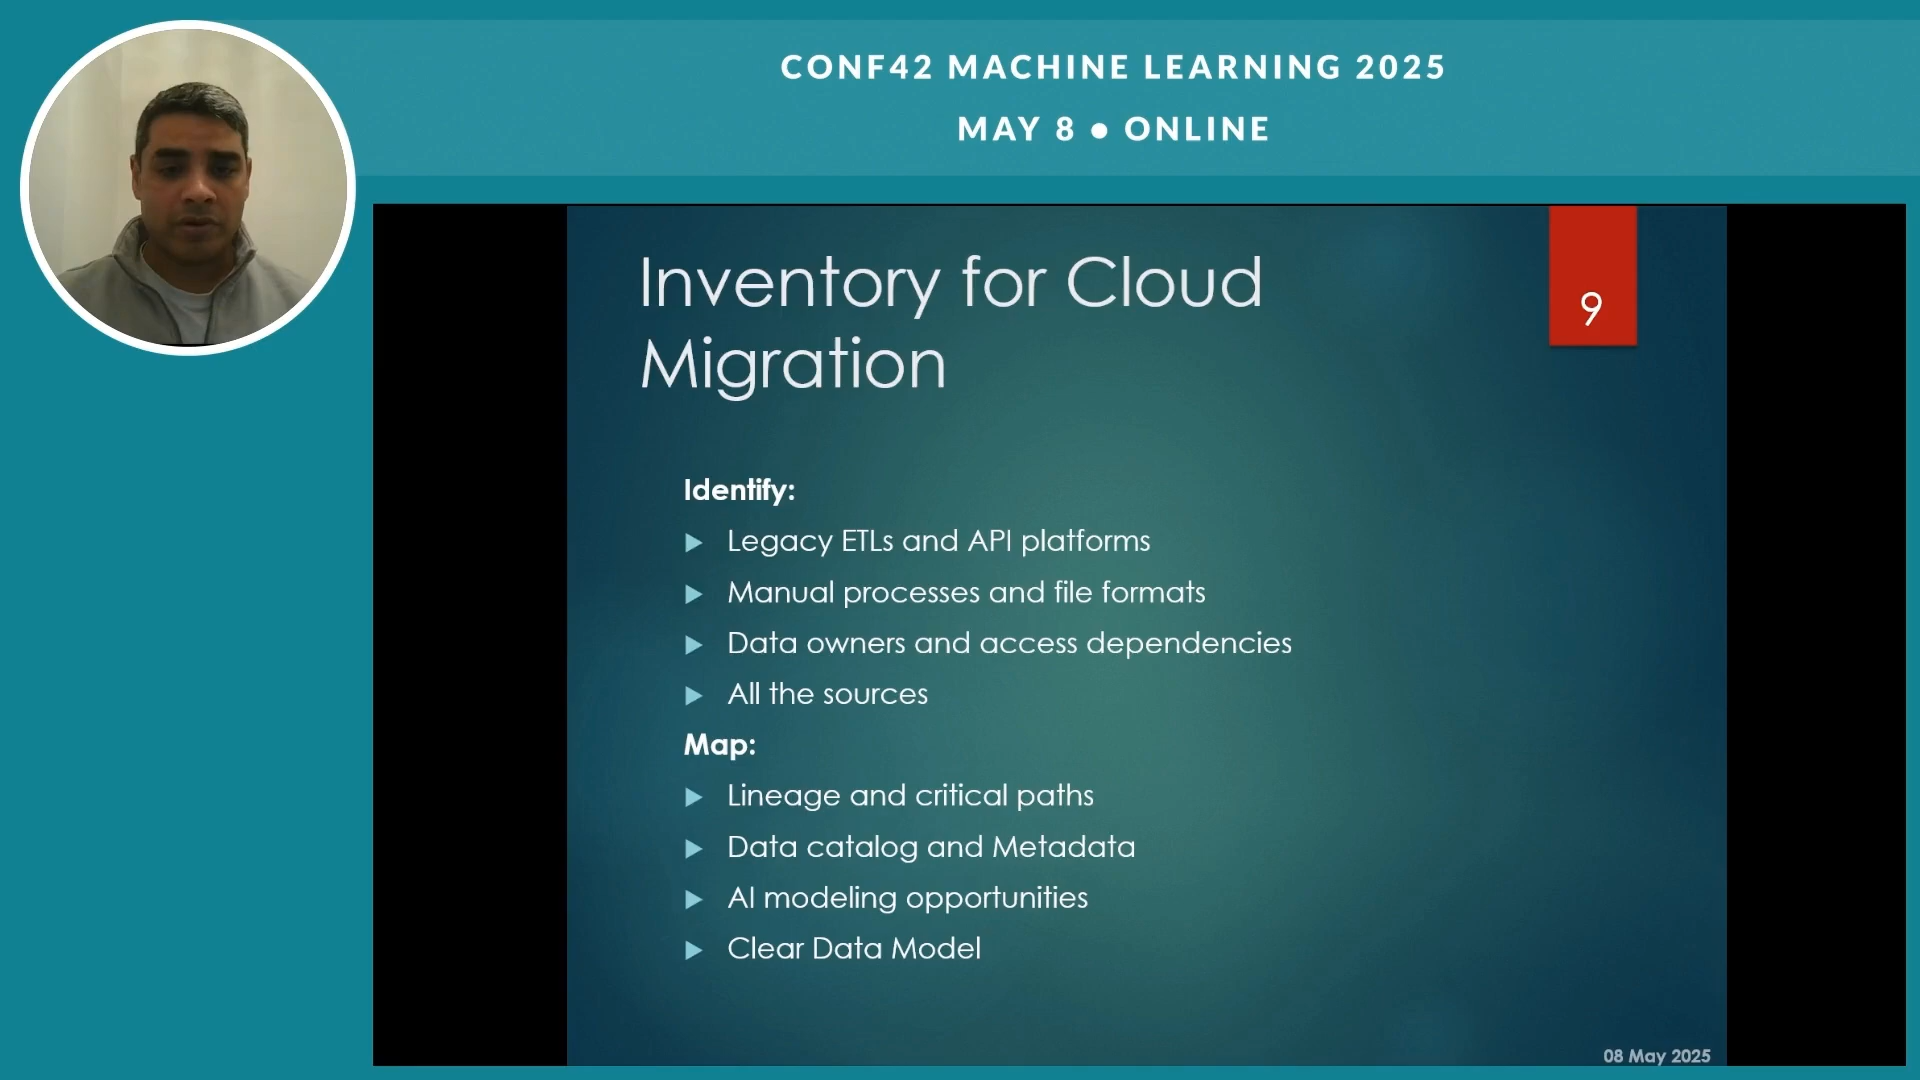 CONF42 MACHINE LEARNING 2025
MAY 8 ● ONLINE
Inventory for Cloud
Migration
9
Identify:
Legacy ETLs and API platforms
Manual processes and file formats
Data owners and access dependencies
All the sources
Map:
Lineage and critical paths
Data catalog and Metadata
AI modeling opportunities
Clear Data Model
08 May 2025